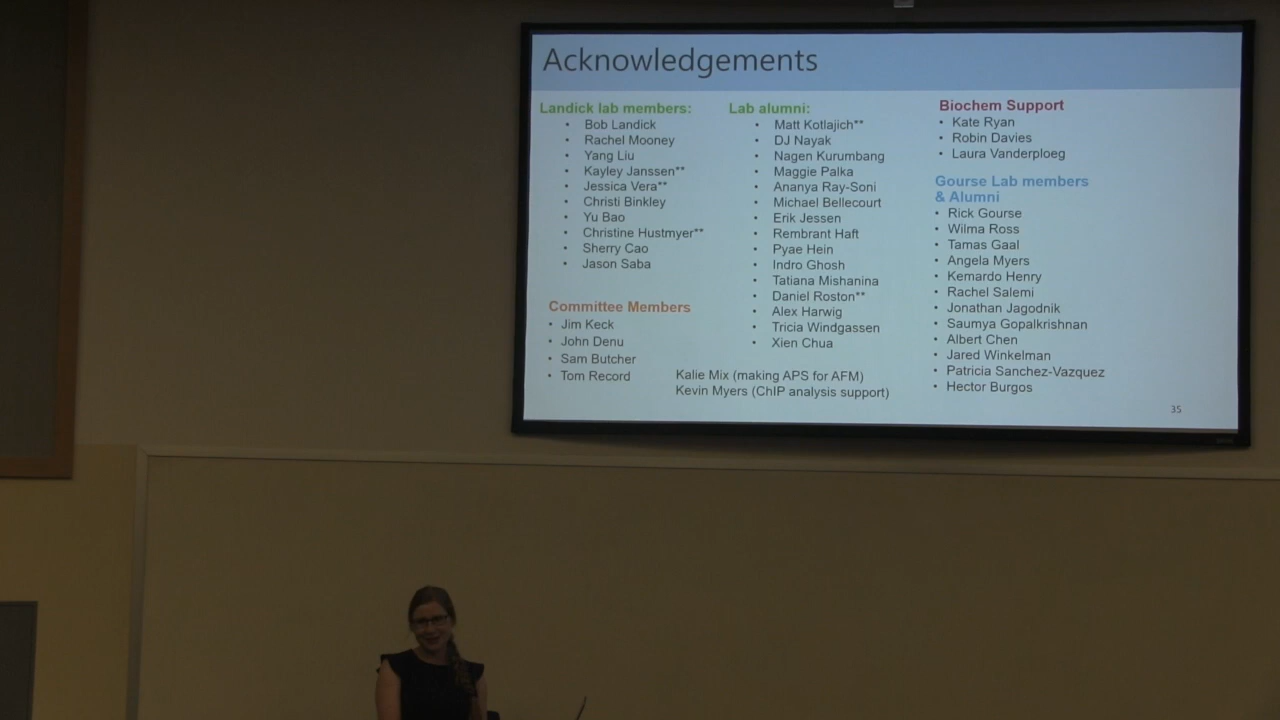 Acknowledgements
Landick lab members:
• Bob Landick
• Rachel Mooney
• Yang Liu
• Kayley Janssen**
• Jessica Vera**
• Christi Binkley
• Yu Bao
• Christine Hustmyer**
• Sherry Cao
• Jason Saba
Committee Members
• Jim Keck
• John Denu
• Sam Butcher
• Tom Record
Lab alumni:
• Matt Kotlajich**
• DJ Nayak
• Nagen Kurumbang
• Maggie Palka
• Ananya Ray-Soni
• Michael Bellecourt
• Erik Jessen
• Rembrant Haft
• Pyae Hein
• Indro Ghosh
• Tatiana Mishanina
• Daniel Roston**
• Alex Harwig
• Tricia Windgassen
• Xien Chua
Kalie Mix (making APS for AFM)
Kevin Myers (ChIP analysis support)
Biochem Support
• Kate Ryan
• Robin Davies
• Laura Vanderploeg
Gourse Lab members
& Alumni
• Rick Gourse
• Wilma Ross
• Tamas Gaal
• Angela Myers
• Kemardo Henry
• Rachel Salemi
• Jonathan Jagodnik
• Saumya Gopalkrishnan
• Albert Chen
• Jared Winkelman
• Patricia Sanchez-Vazquez
• Hector Burgos
35